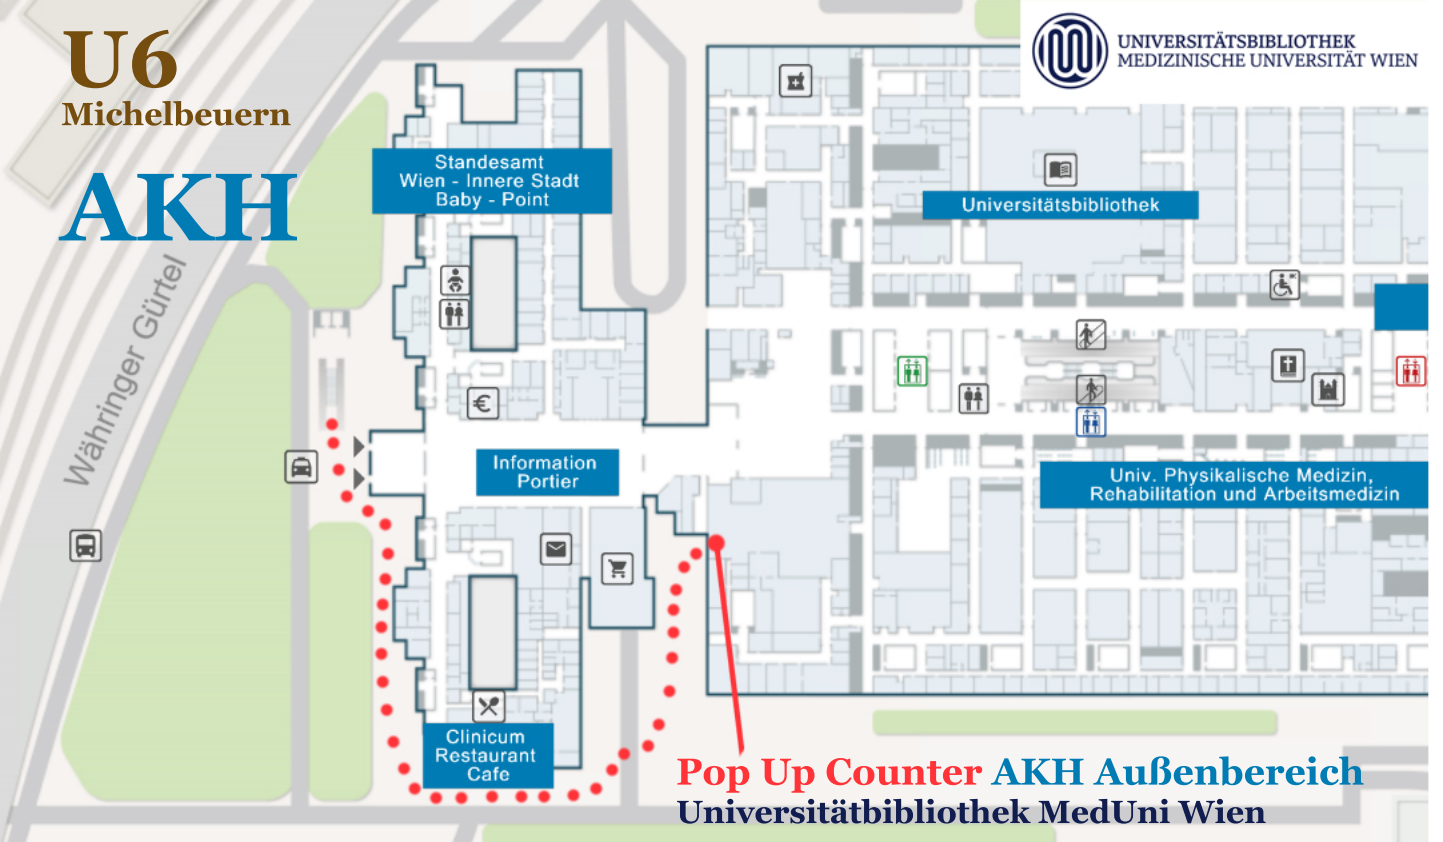 U6
Michelbeuern
AKH
UNIVERSITÄTSBIBLIOTHEK
MEDIZINISCHE UNIVERSITÄT WIEN
Standesamt
Wien - Innere Stadt
Baby - Point
Universitätsbibliothek
Währinger Gürtel
€
Information
Portier
Univ. Physikalische Medizin,
Rehabilitation und Arbeitsmedizin
Clinicum
Restaurant
Cafe
Pop Up Counter AKH Außenbereich
Universitätbibliothek MedUni Wien